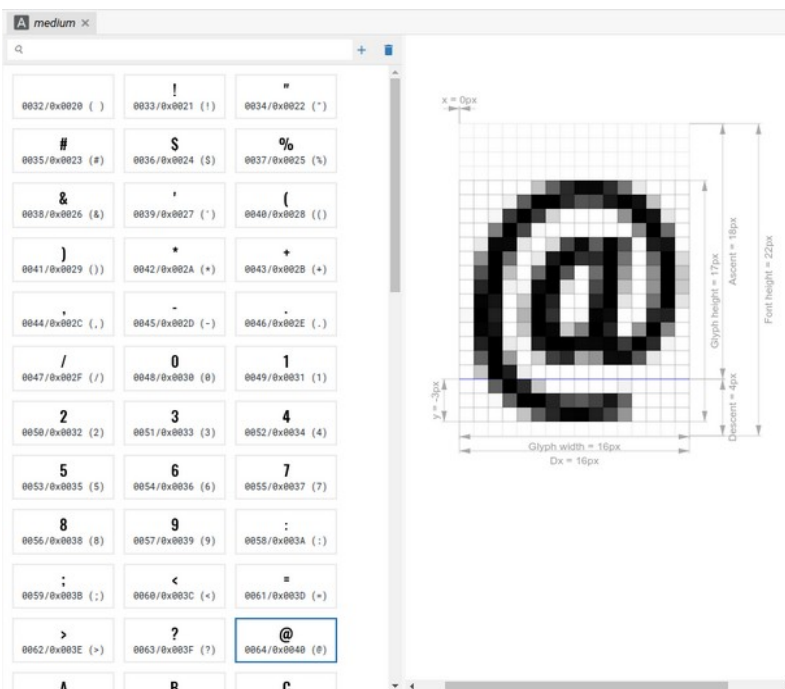 A medium ×
+
! "
0032/0x0020 ( ) 0033/0x0021 (!) 0034/0x0022 (")
# $ %
0035/0x0023 (#) 0036/0x0024 ($) 0037/0x0025 (%)
& ' (
0038/0x0026 (&) 0039/0x0027 (') 0040/0x0028 (()
) * +
0041/0x0029 ()) 0042/0x002A (*) 0043/0x002B (+)
, - .
0044/0x002C (,) 0045/0x002D (-) 0046/0x002E (.)
/ 0 1
0047/0x002F (/) 0048/0x0030 (0) 0049/0x0031 (1)
2 3 4
0050/0x0032 (2) 0051/0x0033 (3) 0052/0x0034 (4)
5 6 7
0053/0x0035 (5) 0054/0x0036 (6) 0055/0x0037 (7)
8 9 :
0056/0x0038 (8) 0057/0x0039 (9) 0058/0x003A (:)
; < =
0059/0x003B (;) 0060/0x003C (<) 0061/0x003D (=)
> ? @
0062/0x003E (>) 0063/0x003F (?) 0064/0x0040 (@)
A B C
x = 0px
@
Glyph height = 17px
Ascent = 18px
Font height = 22px
y = -3px
Descent = 4px
Glyph width = 16px
Dx = 16px